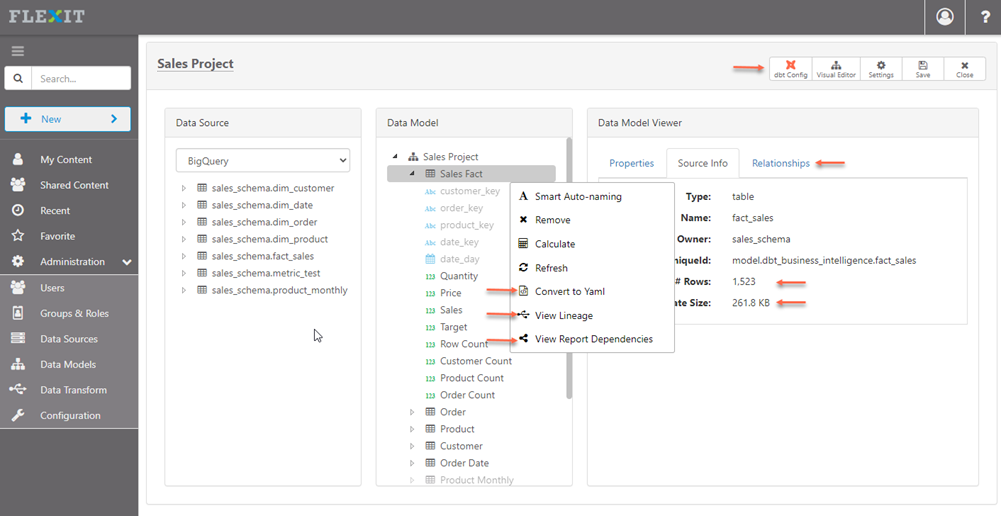 FLEXIT
?
Search...
New
My Content
Shared Content
Recent
Favorite
Administration
Users
Groups & Roles
Data Sources
Data Models
Data Transform
Configuration
Sales Project
dbt Config
Visual Editor
Settings
Save
Close
Data Source
BigQuery
sales_schema.dim_customer
sales_schema.dim_date
sales_schema.dim_order
sales_schema.dim_product
sales_schema.fact_sales
sales_schema.metric_test
sales_schema.product_monthly
Data Model
Sales Project
Sales Fact
Abc customer_key
Abc order_key
Abc product_key
Abc date_key
date_day
123 Quantity
123 Price
123 Sales
123 Target
123 Row Count
123 Customer Count
123 Product Count
123 Order Count
Order
Product
Customer
Order Date
Product Monthly
A Smart Auto-naming
Remove
Calculate
Refresh
Convert to Yaml
View Lineage
View Report Dependencies
Data Model Viewer
Properties
Source Info
Relationships
Type: table
Name: fact_sales
Owner: sales_schema
niqueId: model.dbt_business_intelligence.fact_sales
# Rows: 1,523
ate Size: 261.8 KB